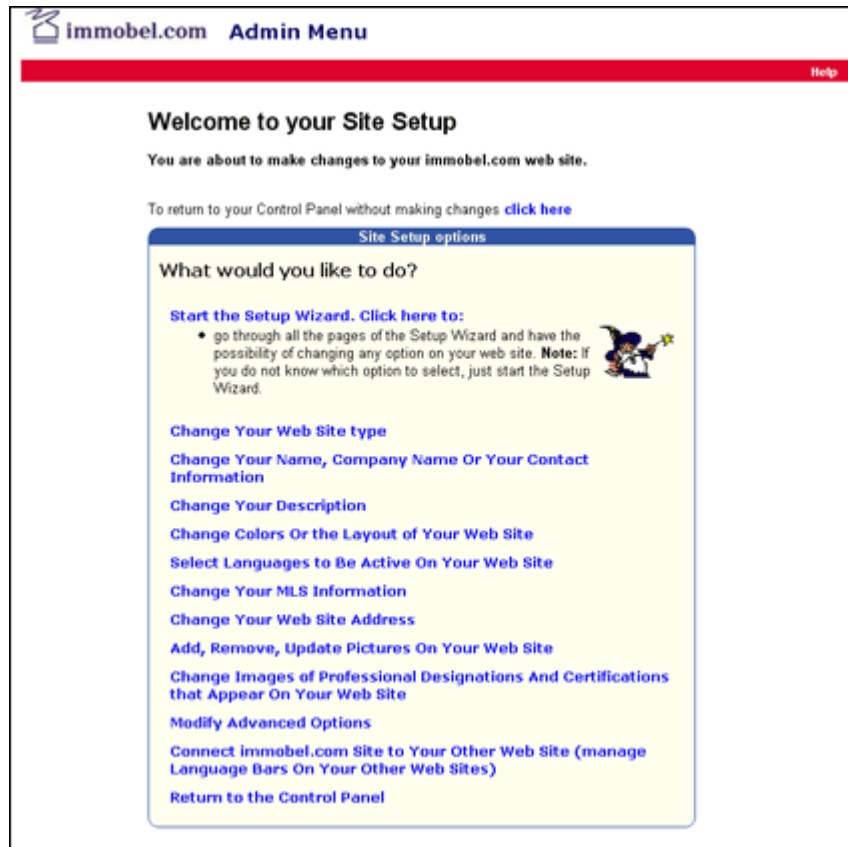 immobel.com Admin Menu
Help
Welcome to your Site Setup
You are about to make changes to your immobel.com web site.
To return to your Control Panel without making changes click here
Site Setup options
What would you like to do?
Start the Setup Wizard. Click here to:
• go through all the pages of the Setup Wizard and have the
possibility of changing any option on your web site. Note: If
you do not know which option to select, just start the Setup
Wizard.
Change Your Web Site type
Change Your Name, Company Name Or Your Contact
Information
Change Your Description
Change Colors Or the Layout of Your Web Site
Select Languages to Be Active On Your Web Site
Change Your MLS Information
Change Your Web Site Address
Add, Remove, Update Pictures On Your Web Site
Change Images of Professional Designations And Certifications
that Appear On Your Web Site
Modify Advanced Options
Connect immobel.com Site to Your Other Web Site (manage
Language Bars On Your Other Web Sites)
Return to the Control Panel